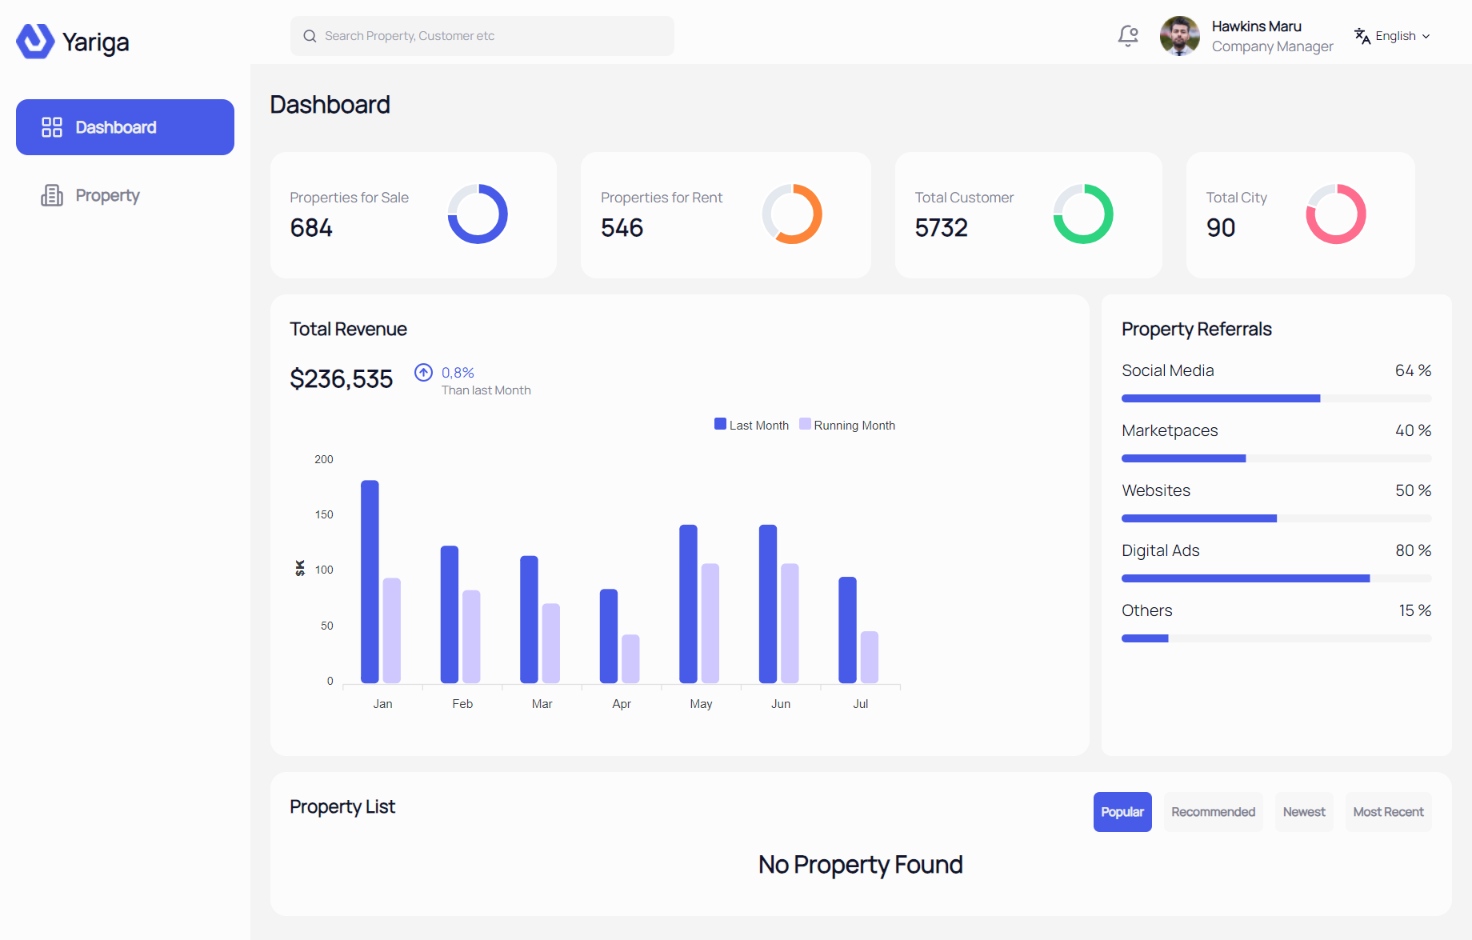 Yariga
Search Property, Customer etc
Hawkins Maru
Company Manager
English
Dashboard
Property
Dashboard
Properties for Sale
684
Properties for Rent
546
Total Customer
5732
Total City
90
Total Revenue
$236,535
0,8%
Than last Month
Last Month
Running Month
200
150
100
50
0
$K
Jan
Feb
Mar
Apr
May
Jun
Jul
Property Referrals
Social Media 64 %
Marketpaces 40 %
Websites 50 %
Digital Ads 80 %
Others 15 %
Property List
Popular
Recommended
Newest
Most Recent
No Property Found